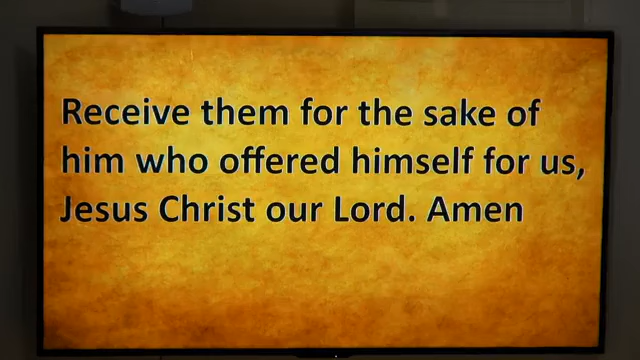 Receive them for the sake of
him who offered himself for us,
Jesus Christ our Lord. Amen